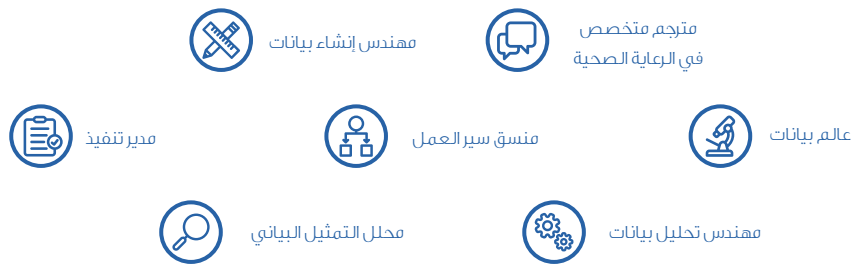 مترجم متخصص
في الرعاية الصحية
مهندس إنشاء بيانات
عالم بيانات
منسق سير العمل
مدير تنفيذ
مهندس تحليل بيانات
محلل التمثيل البياني